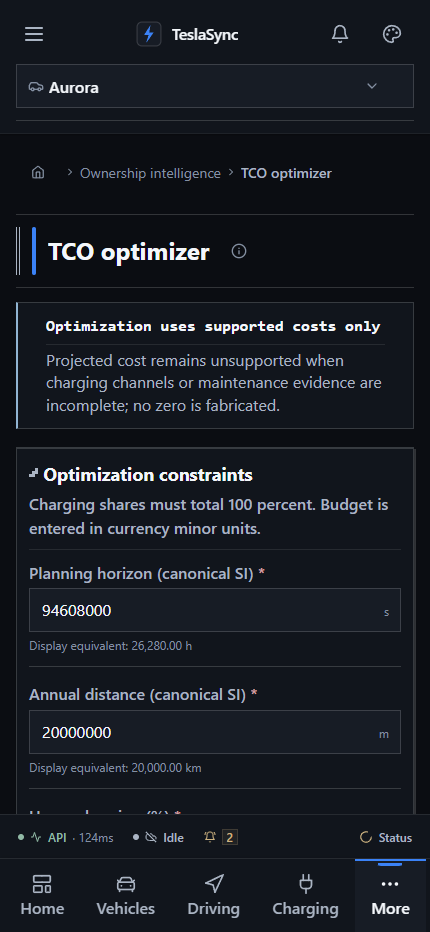 TeslaSync
Aurora
Ownership intelligence > TCO optimizer
TCO optimizer
Optimization uses supported costs only
Projected cost remains unsupported when
charging channels or maintenance evidence are
incomplete; no zero is fabricated.
Optimization constraints
Charging shares must total 100 percent. Budget is
entered in currency minor units.
Planning horizon (canonical SI) *
94608000 s
Display equivalent: 26,280.00 h
Annual distance (canonical SI) *
20000000 m
Display equivalent: 20,000.00 km
API · 124ms Idle 2 Status
Home Vehicles Driving Charging More